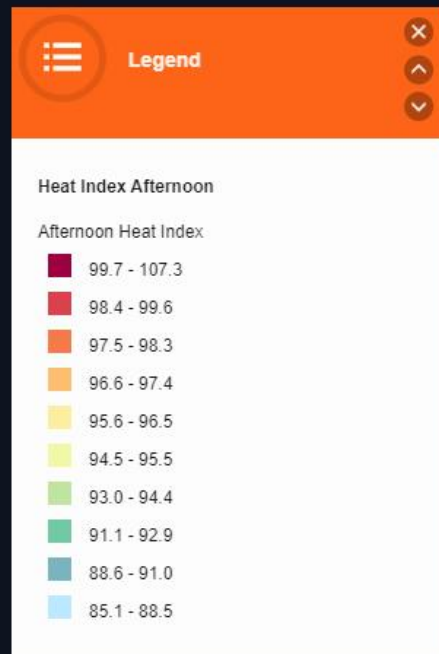 Legend
Heat Index Afternoon
Afternoon Heat Index
99.7 - 107.3
98.4 - 99.6
97.5 - 98.3
96.6 - 97.4
95.6 - 96.5
94.5 - 95.5
93.0 - 94.4
91.1 - 92.9
88.6 - 91.0
85.1 - 88.5